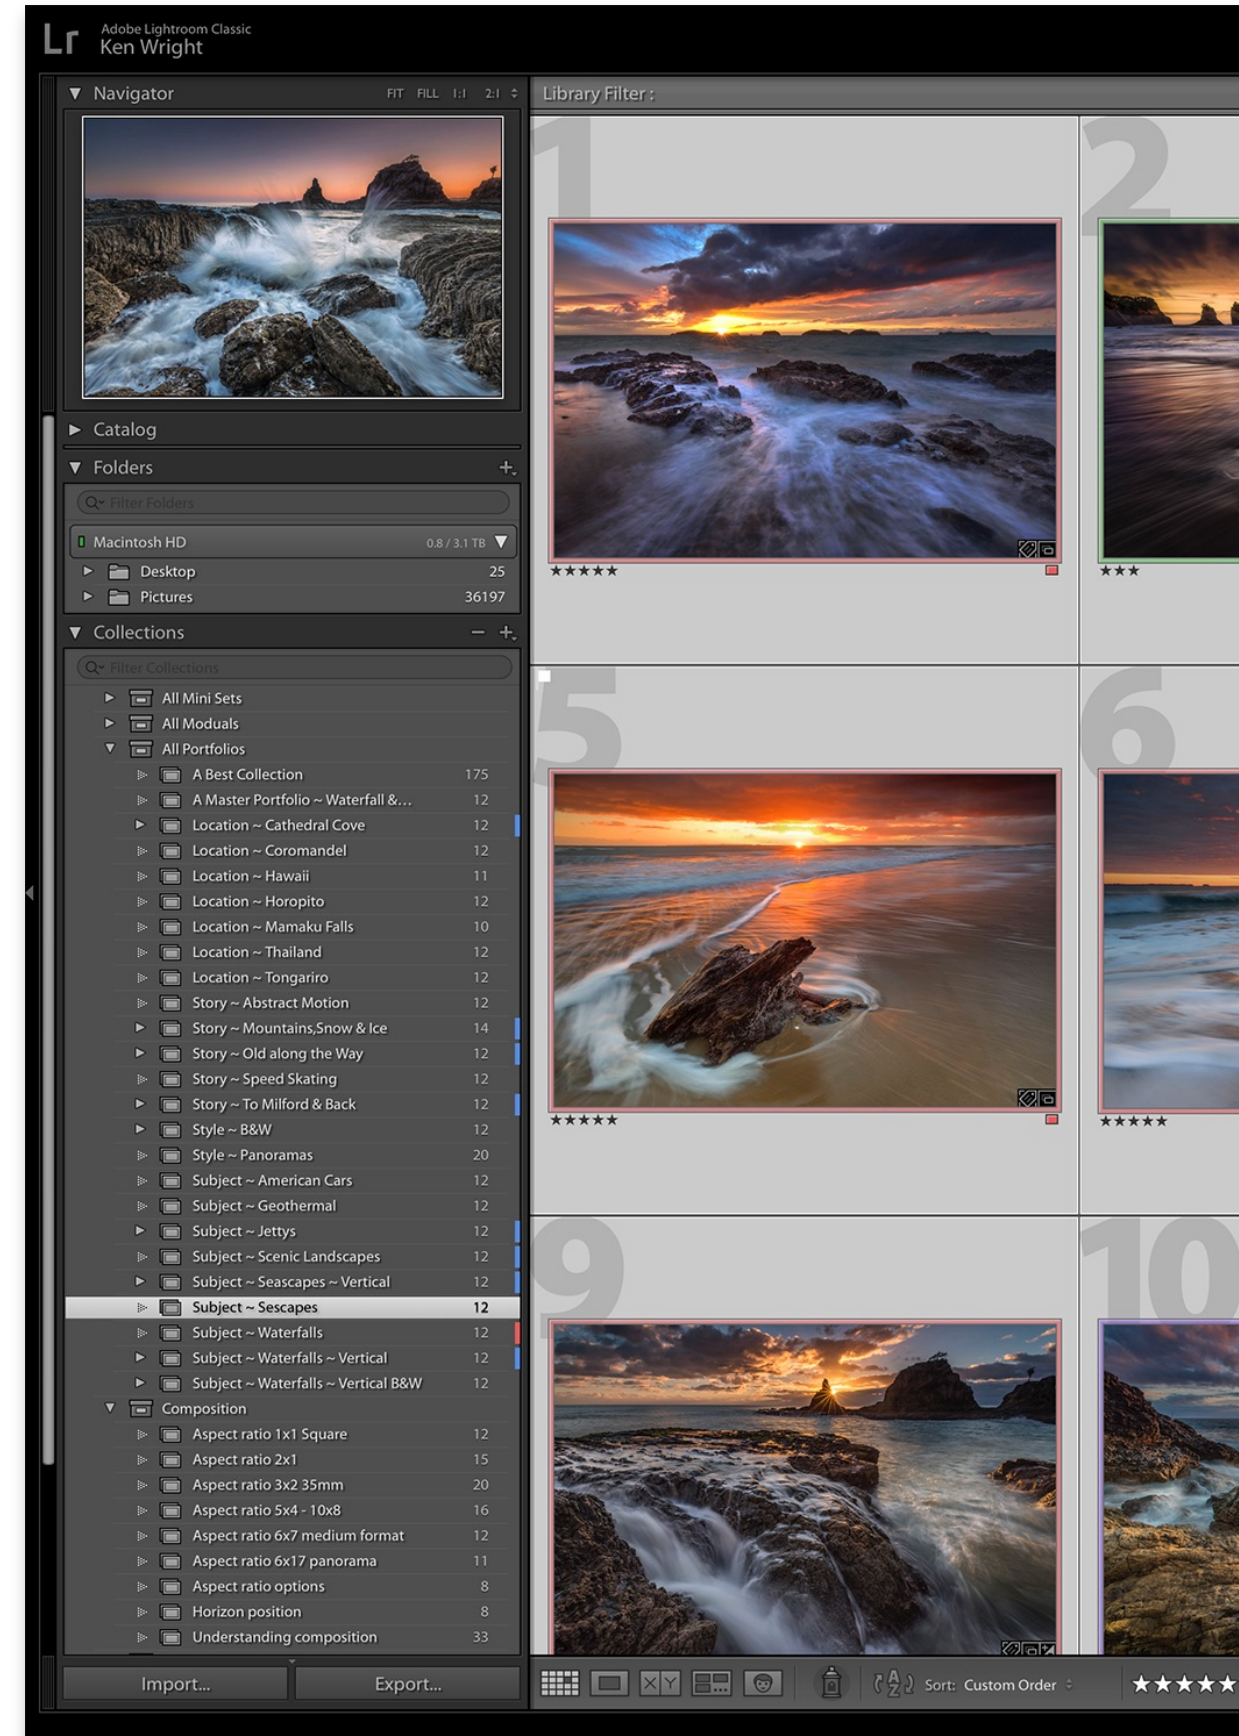 Lr
Adobe Lightroom Classic
Ken Wright
Navigator FIT FILL 1:1 2:1
Library Filter :
1
2
Catalog
Folders
Filter Folders
Macintosh HD 0.8 / 3.1 TB
Desktop 25
Pictures 36197
★★★★★
★★★
Collections
Filter Collections
5
6
All Mini Sets
All Moduals
All Portfolios
A Best Collection 175
A Master Portfolio ~ Waterfall &... 12
Location ~ Cathedral Cove 12
Location ~ Coromandel 12
Location ~ Hawaii 11
Location ~ Horopito 12
Location ~ Mamaku Falls 10
Location ~ Thailand 12
Location ~ Tongariro 12
Story ~ Abstract Motion 12
Story ~ Mountains,Snow & Ice 14
Story ~ Old along the Way 12
Story ~ Speed Skating 12
Story ~ To Milford & Back 12
★★★★★
★★★★★
Style ~ B&W 12
Style ~ Panoramas 20
Subject ~ American Cars 12
Subject ~ Geothermal 12
9
10
Subject ~ Jettys 12
Subject ~ Scenic Landscapes 12
Subject ~ Seascapes ~ Vertical 12
Subject ~ Sescapes 12
Subject ~ Waterfalls 12
Subject ~ Waterfalls ~ Vertical 12
Subject ~ Waterfalls ~ Vertical B&W 12
Composition
Aspect ratio 1x1 Square 12
Aspect ratio 2x1 15
Aspect ratio 3x2 35mm 20
Aspect ratio 5x4 - 10x8 16
Aspect ratio 6x7 medium format 12
Aspect ratio 6x17 panorama 11
Aspect ratio options 8
Horizon position 8
Understanding composition 33
Import... Export...
X Y
A Z
Sort: Custom Order
★★★★★